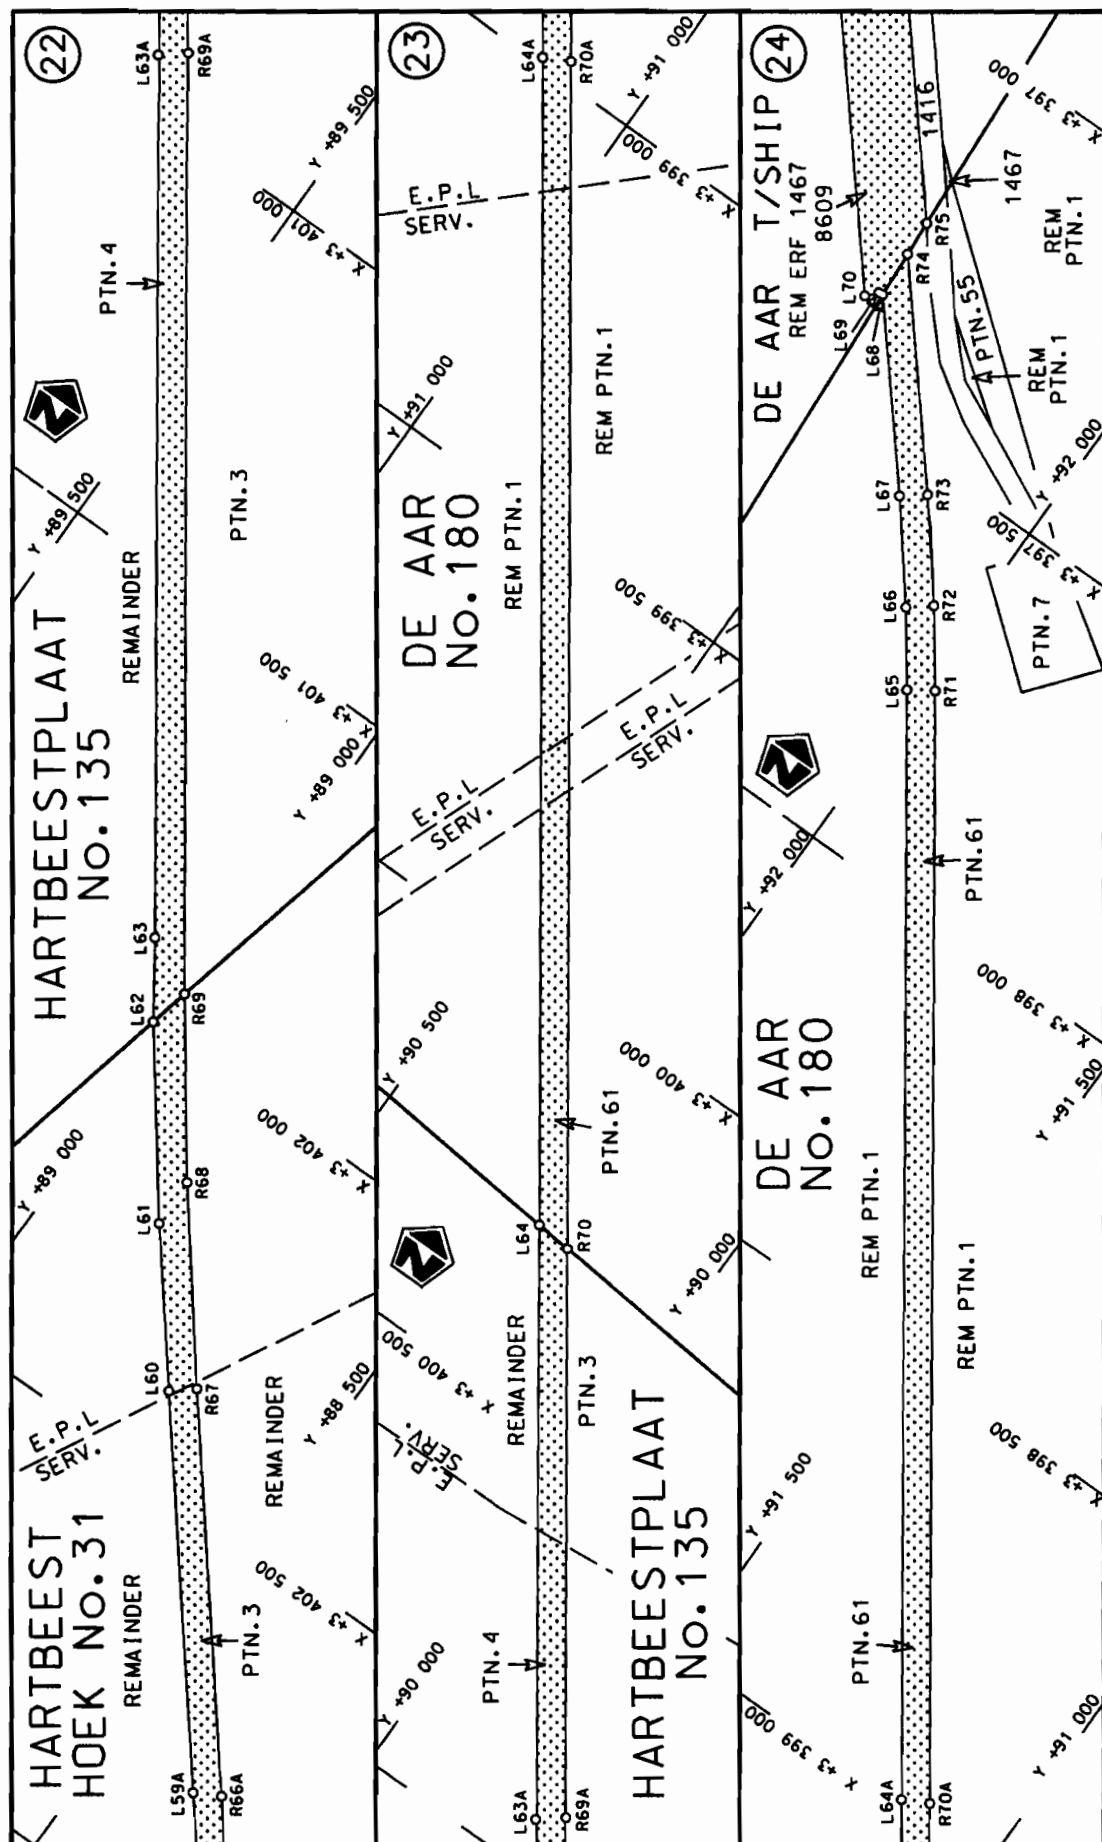 22
HARTBEEST
HOEK No.31
REMAINDER
L59A
R66A
PTN.3
X +3 402 500
E.P.L
SERV.
L60
R67
REMAINDER
Y +88 500
L61
R68
Y +89 000
X +3 402 000
L62
R69
L63
HARTBEESTPLAAT
No.135
REMAINDER
Y +89 000
X +3 401 500
Y +89 500
PTN.3
PTN.4
X +3 401 000
Y +89 500
L63A
R69A
23
L63A
R69A
Y +90 000
PTN.4
HARTBEESTPLAAT
No.135
E.P.L
SERV.
REMAINDER
PTN.3
X +3 400 500
L64
R70
Y +90 000
Y +90 500
PTN.61
X +3 400 000
E.P.L
SERV.
E.P.L
SERV.
DE AAR
No.180
REM PTN.1
X +3 399 500
Y +91 000
REM PTN.1
E.P.L
SERV.
X +3 399 000
Y +91 000
L64A
R70A
24
L64A
R70A
X +3 399 000
Y +91 000
PTN.61
Y +91 500
X +3 398 500
REM PTN.1
REM PTN.1
DE AAR
No.180
Y +91 500
X +3 398 000
PTN.61
Y +92 000
L65
R71
L66
R72
L67
R73
PTN.7
X +3 397 500
Y +92 000
DE AAR T/SHIP
REM ERF 1467
8609
L68
L69
L70
R74
R75
PTN.55
REM
PTN.1
REM
PTN.1
1467
1416
X +3 397 000